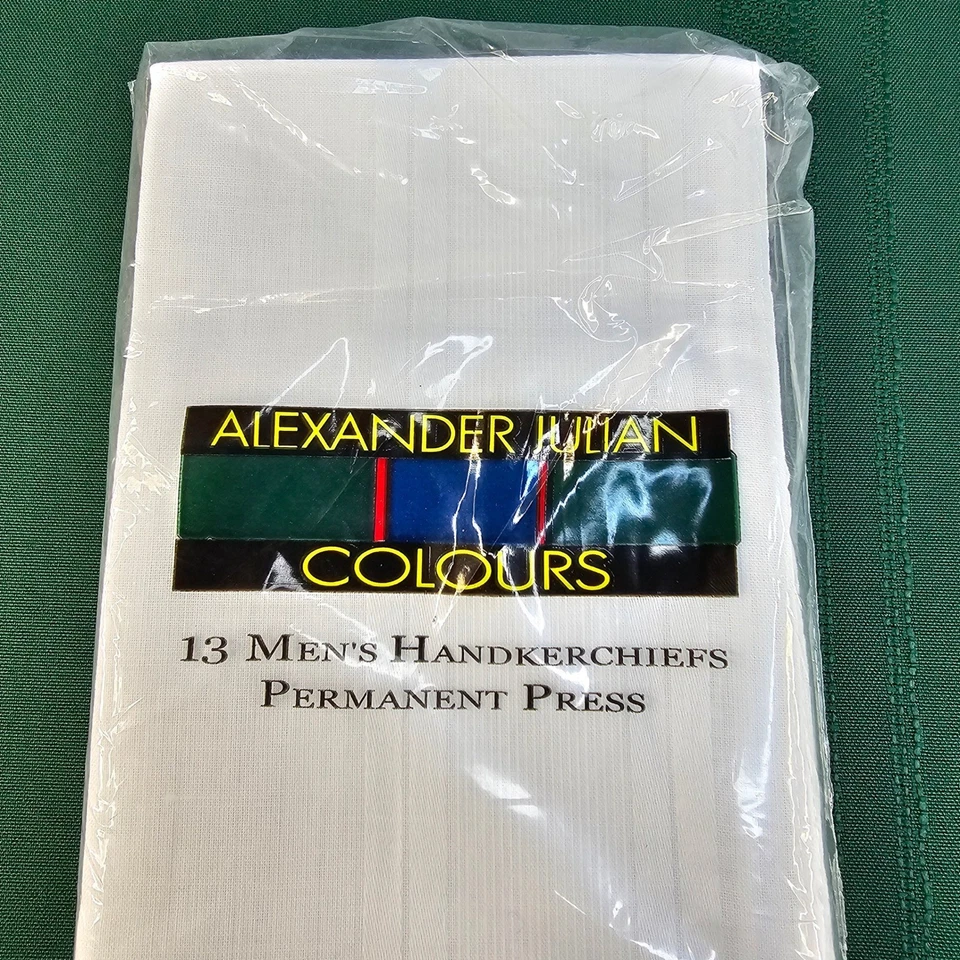 ALEXANDER JULIAN
COLOURS
13 MEN'S HANDKERCHIEFS
PERMANENT PRESS